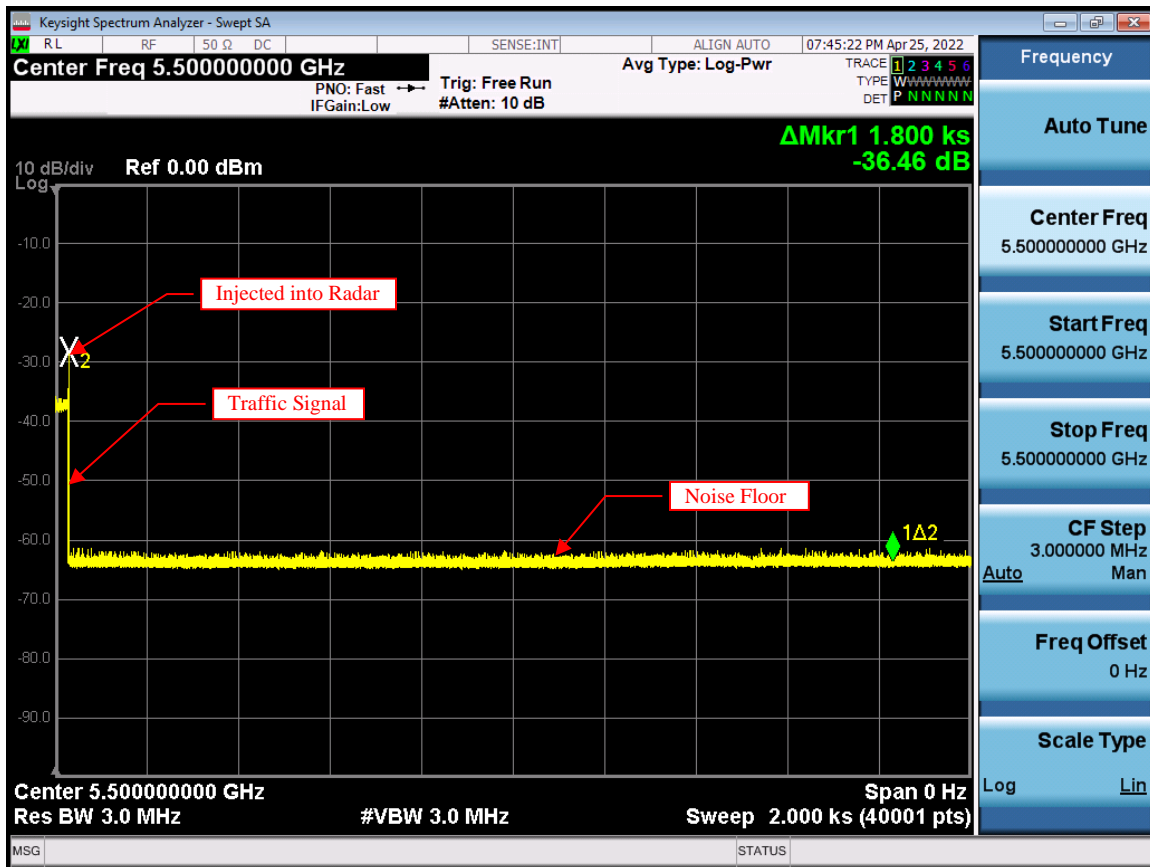 Keysight Spectrum Analyzer - Swept SA
LXI RL RF 50 Ω DC SENSE:INT ALIGN AUTO 07:45:22 PM Apr 25, 2022
Center Freq 5.500000000 GHz
PNO: Fast
IFGain:Low
Trig: Free Run
#Atten: 10 dB
Avg Type: Log-Pwr
TRACE 1 2 3 4 5 6
TYPE WWWWWW
DET P N N N N N
ΔMkr1 1.800 ks
-36.46 dB
10 dB/div
Log
Ref 0.00 dBm
-10.0
-20.0
-30.0
-40.0
-50.0
-60.0
-70.0
-80.0
-90.0
Injected into Radar
2
Traffic Signal
Noise Floor
1Δ2
Center 5.500000000 GHz
Span 0 Hz
Res BW 3.0 MHz
#VBW 3.0 MHz
Sweep 2.000 ks (40001 pts)
MSG
STATUS
Frequency
Auto Tune
Center Freq
5.500000000 GHz
Start Freq
5.500000000 GHz
Stop Freq
5.500000000 GHz
CF Step
3.000000 MHz
Auto Man
Freq Offset
0 Hz
Scale Type
Log Lin